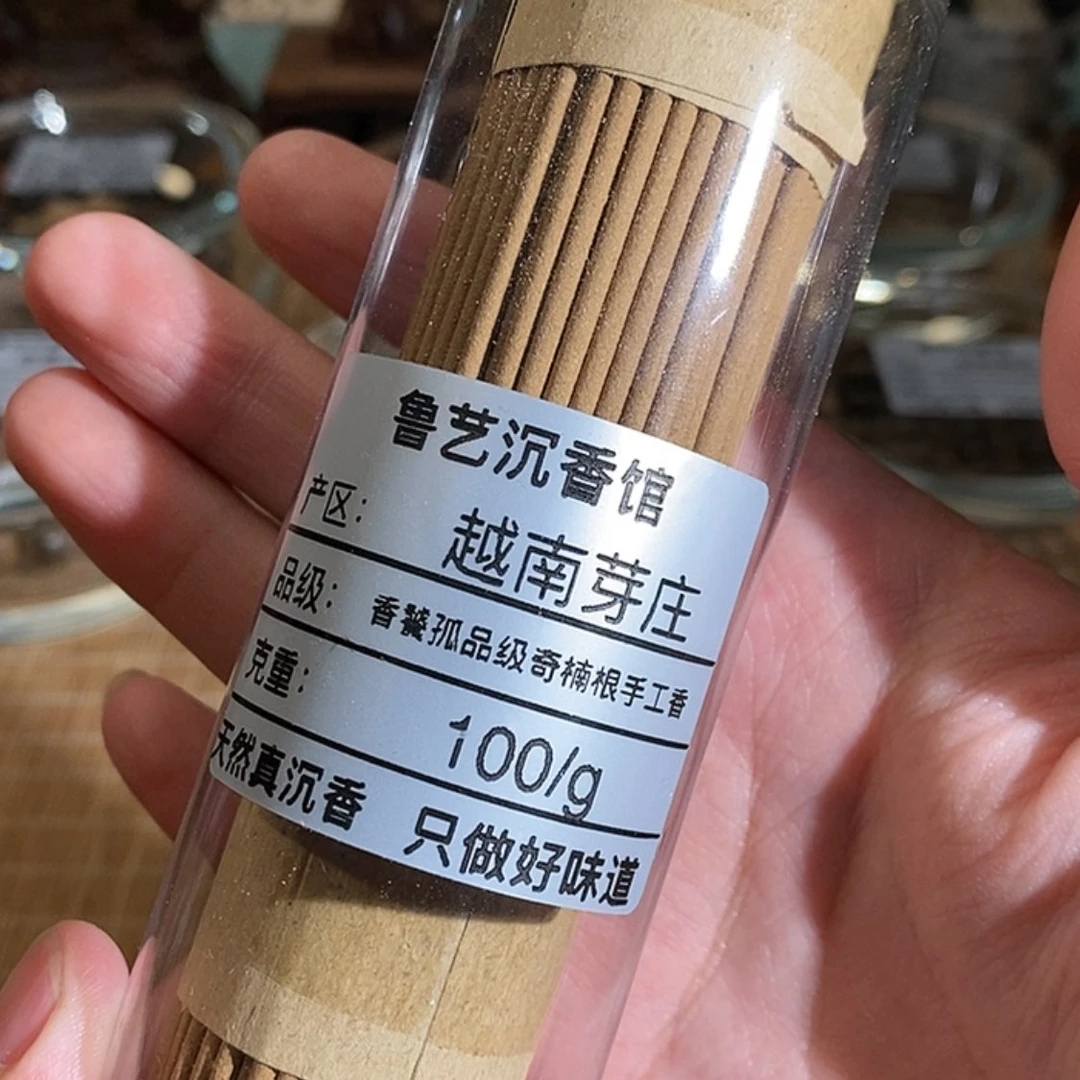 鲁艺沉香馆
产区： 越南芽庄
品级： 香饕孤品级奇楠根手工香
克重： 100/g
天然真沉香 只做好味道